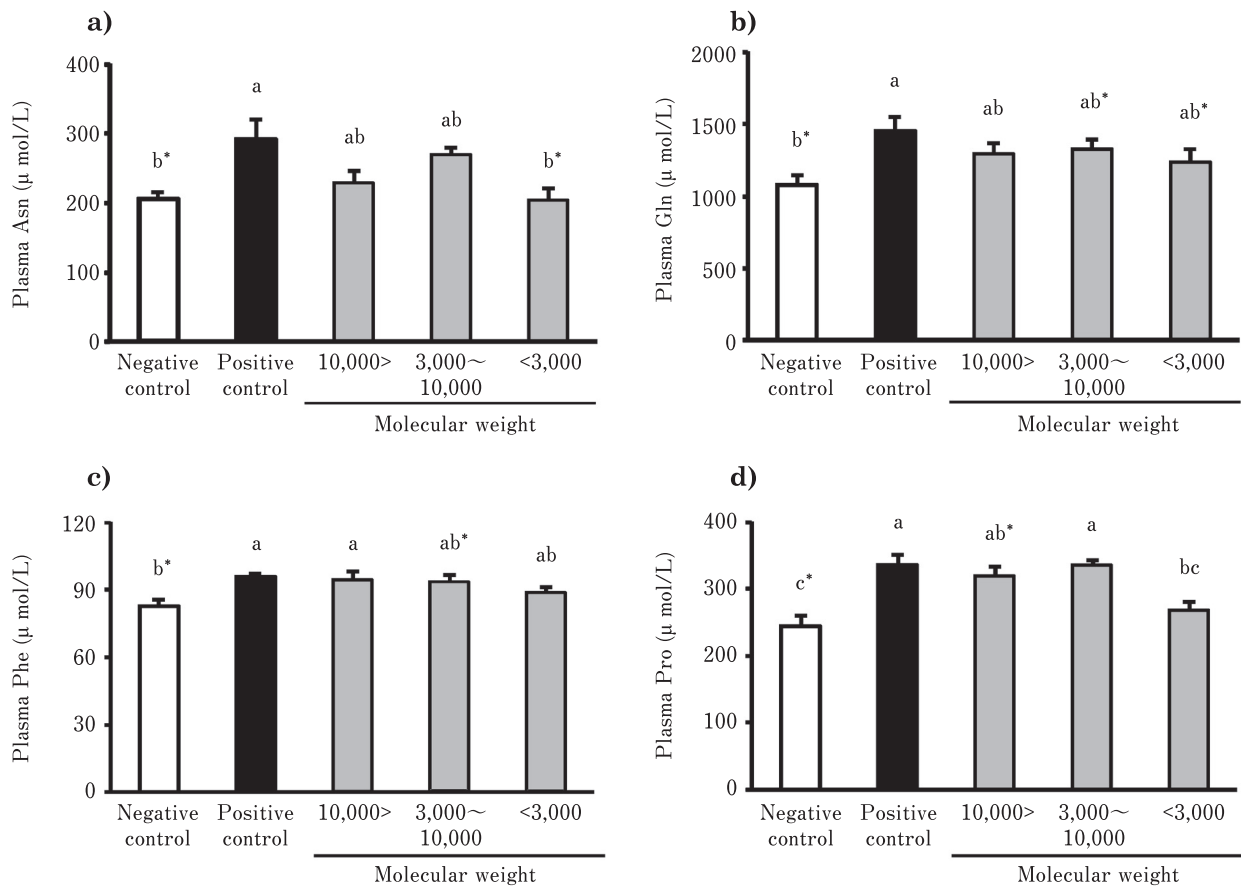 a)
Plasma Asn (μ mol/L)
400
300
200
100
0
b*
a
ab
ab
b*
Negative control
Positive control
10,000>
3,000～10,000
<3,000
Molecular weight
b)
Plasma Gln (μ mol/L)
2000
1500
1000
500
0
b*
a
ab
ab*
ab*
Negative control
Positive control
10,000>
3,000～10,000
<3,000
Molecular weight
c)
Plasma Phe (μ mol/L)
120
90
60
30
0
b*
a
a
ab*
ab
Negative control
Positive control
10,000>
3,000～10,000
<3,000
Molecular weight
d)
Plasma Pro (μ mol/L)
400
300
200
100
0
c*
a
ab*
a
bc
Negative control
Positive control
10,000>
3,000～10,000
<3,000
Molecular weight